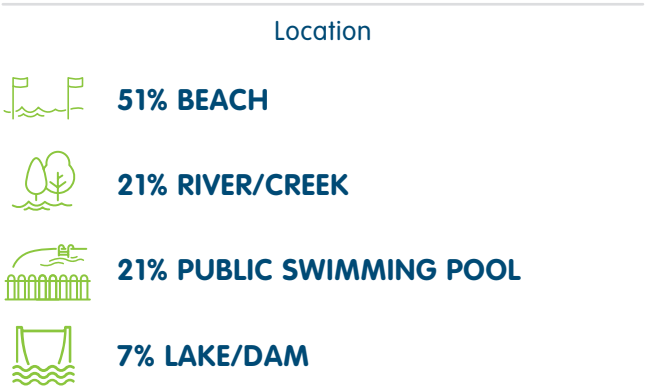 Location
51% BEACH
21% RIVER/CREEK
21% PUBLIC SWIMMING POOL
7% LAKE/DAM